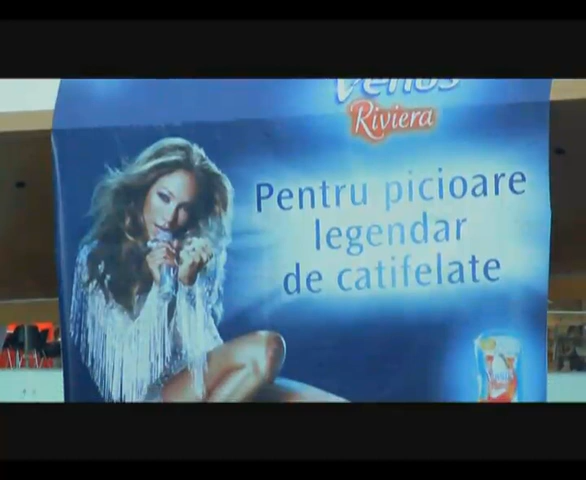 Venus
Riviera
Pentru picioare
legendar
de catifelate